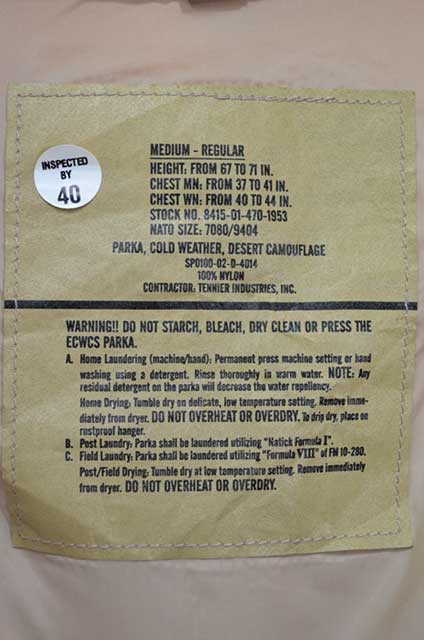 INSPECTED
BY
40
MEDIUM - REGULAR
HEIGHT: FROM 67 TO 71 IN.
CHEST MN: FROM 37 TO 41 IN.
CHEST WN: FROM 40 TO 44 IN.
STOCK NO. 8415-01-470-1953
NATO SIZE: 7080/9404
PARKA, COLD WEATHER, DESERT CAMOUFLAGE
SP0100-02-D-4014
100% NYLON
CONTRACTOR: TENNIER INDUSTRIES, INC.
WARNING!! DO NOT STARCH, BLEACH, DRY CLEAN OR PRESS THE
ECWCS PARKA.
A. Home Laundering (machine/hand): Permanent press machine setting or hand
washing using a detergent. Rinse thoroughly in warm water. NOTE: Any
residual detergent on the parka will decrease the water repellency.
Home Drying: Tumble dry on delicate, low temperature setting. Remove imme-
diately from dryer. DO NOT OVERHEAT OR OVERDRY. To drip dry, place on
rustproof hanger.
B. Post Laundry: Parka shall be laundered utilizing "Natick Formula I".
C. Field Laundry: Parka shall be laundered utilizing "Formula VIII" of FM 10-280.
Post/Field Drying: Tumble dry at low temperature setting. Remove immediately
from dryer. DO NOT OVERHEAT OR OVERDRY.